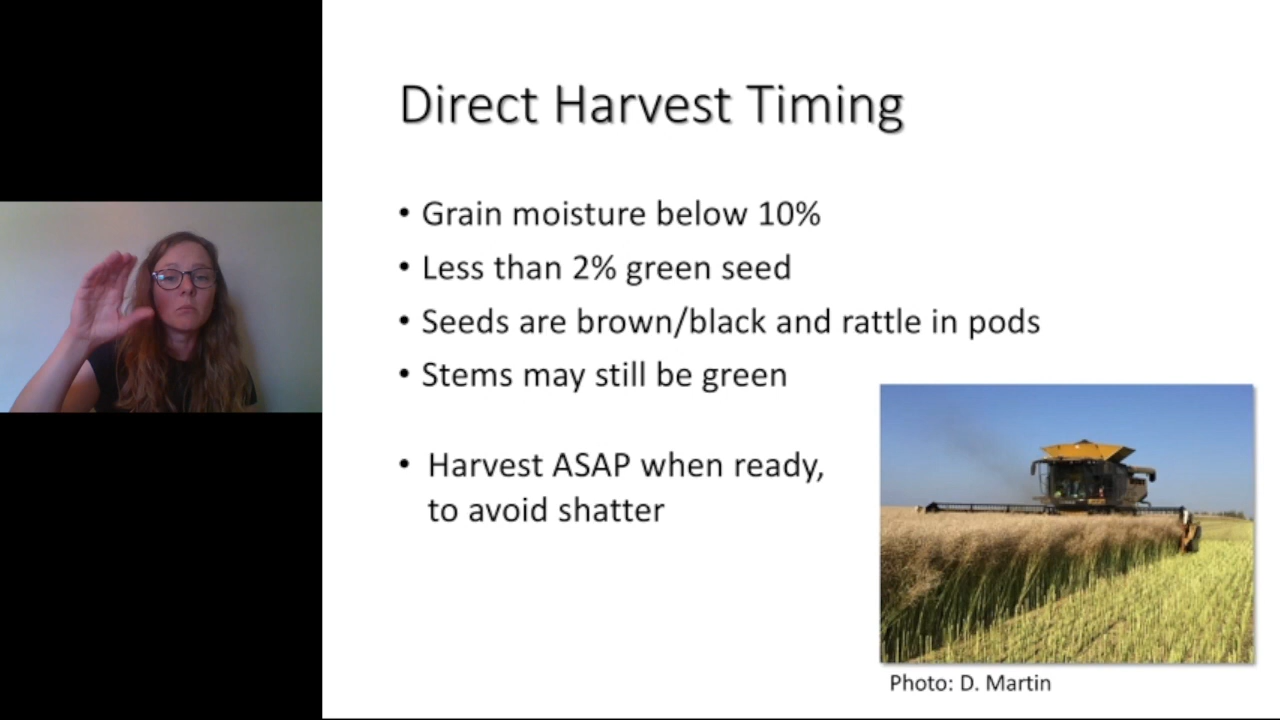 Direct Harvest Timing
• Grain moisture below 10%
• Less than 2% green seed
• Seeds are brown/black and rattle in pods
• Stems may still be green
• Harvest ASAP when ready,
to avoid shatter
Photo: D. Martin